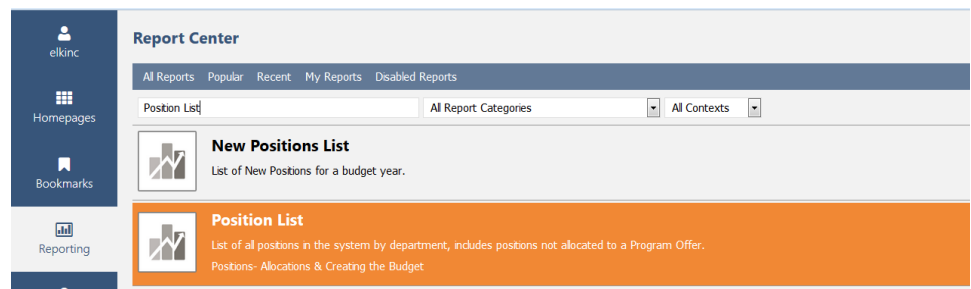 elkinc
Homepages
Bookmarks
Reporting
Report Center
All Reports Popular Recent My Reports Disabled Reports
Position List All Report Categories All Contexts
New Positions List
List of New Positions for a budget year.
Position List
List of all positions in the system by department, includes positions not allocated to a Program Offer.
Positions- Allocations & Creating the Budget